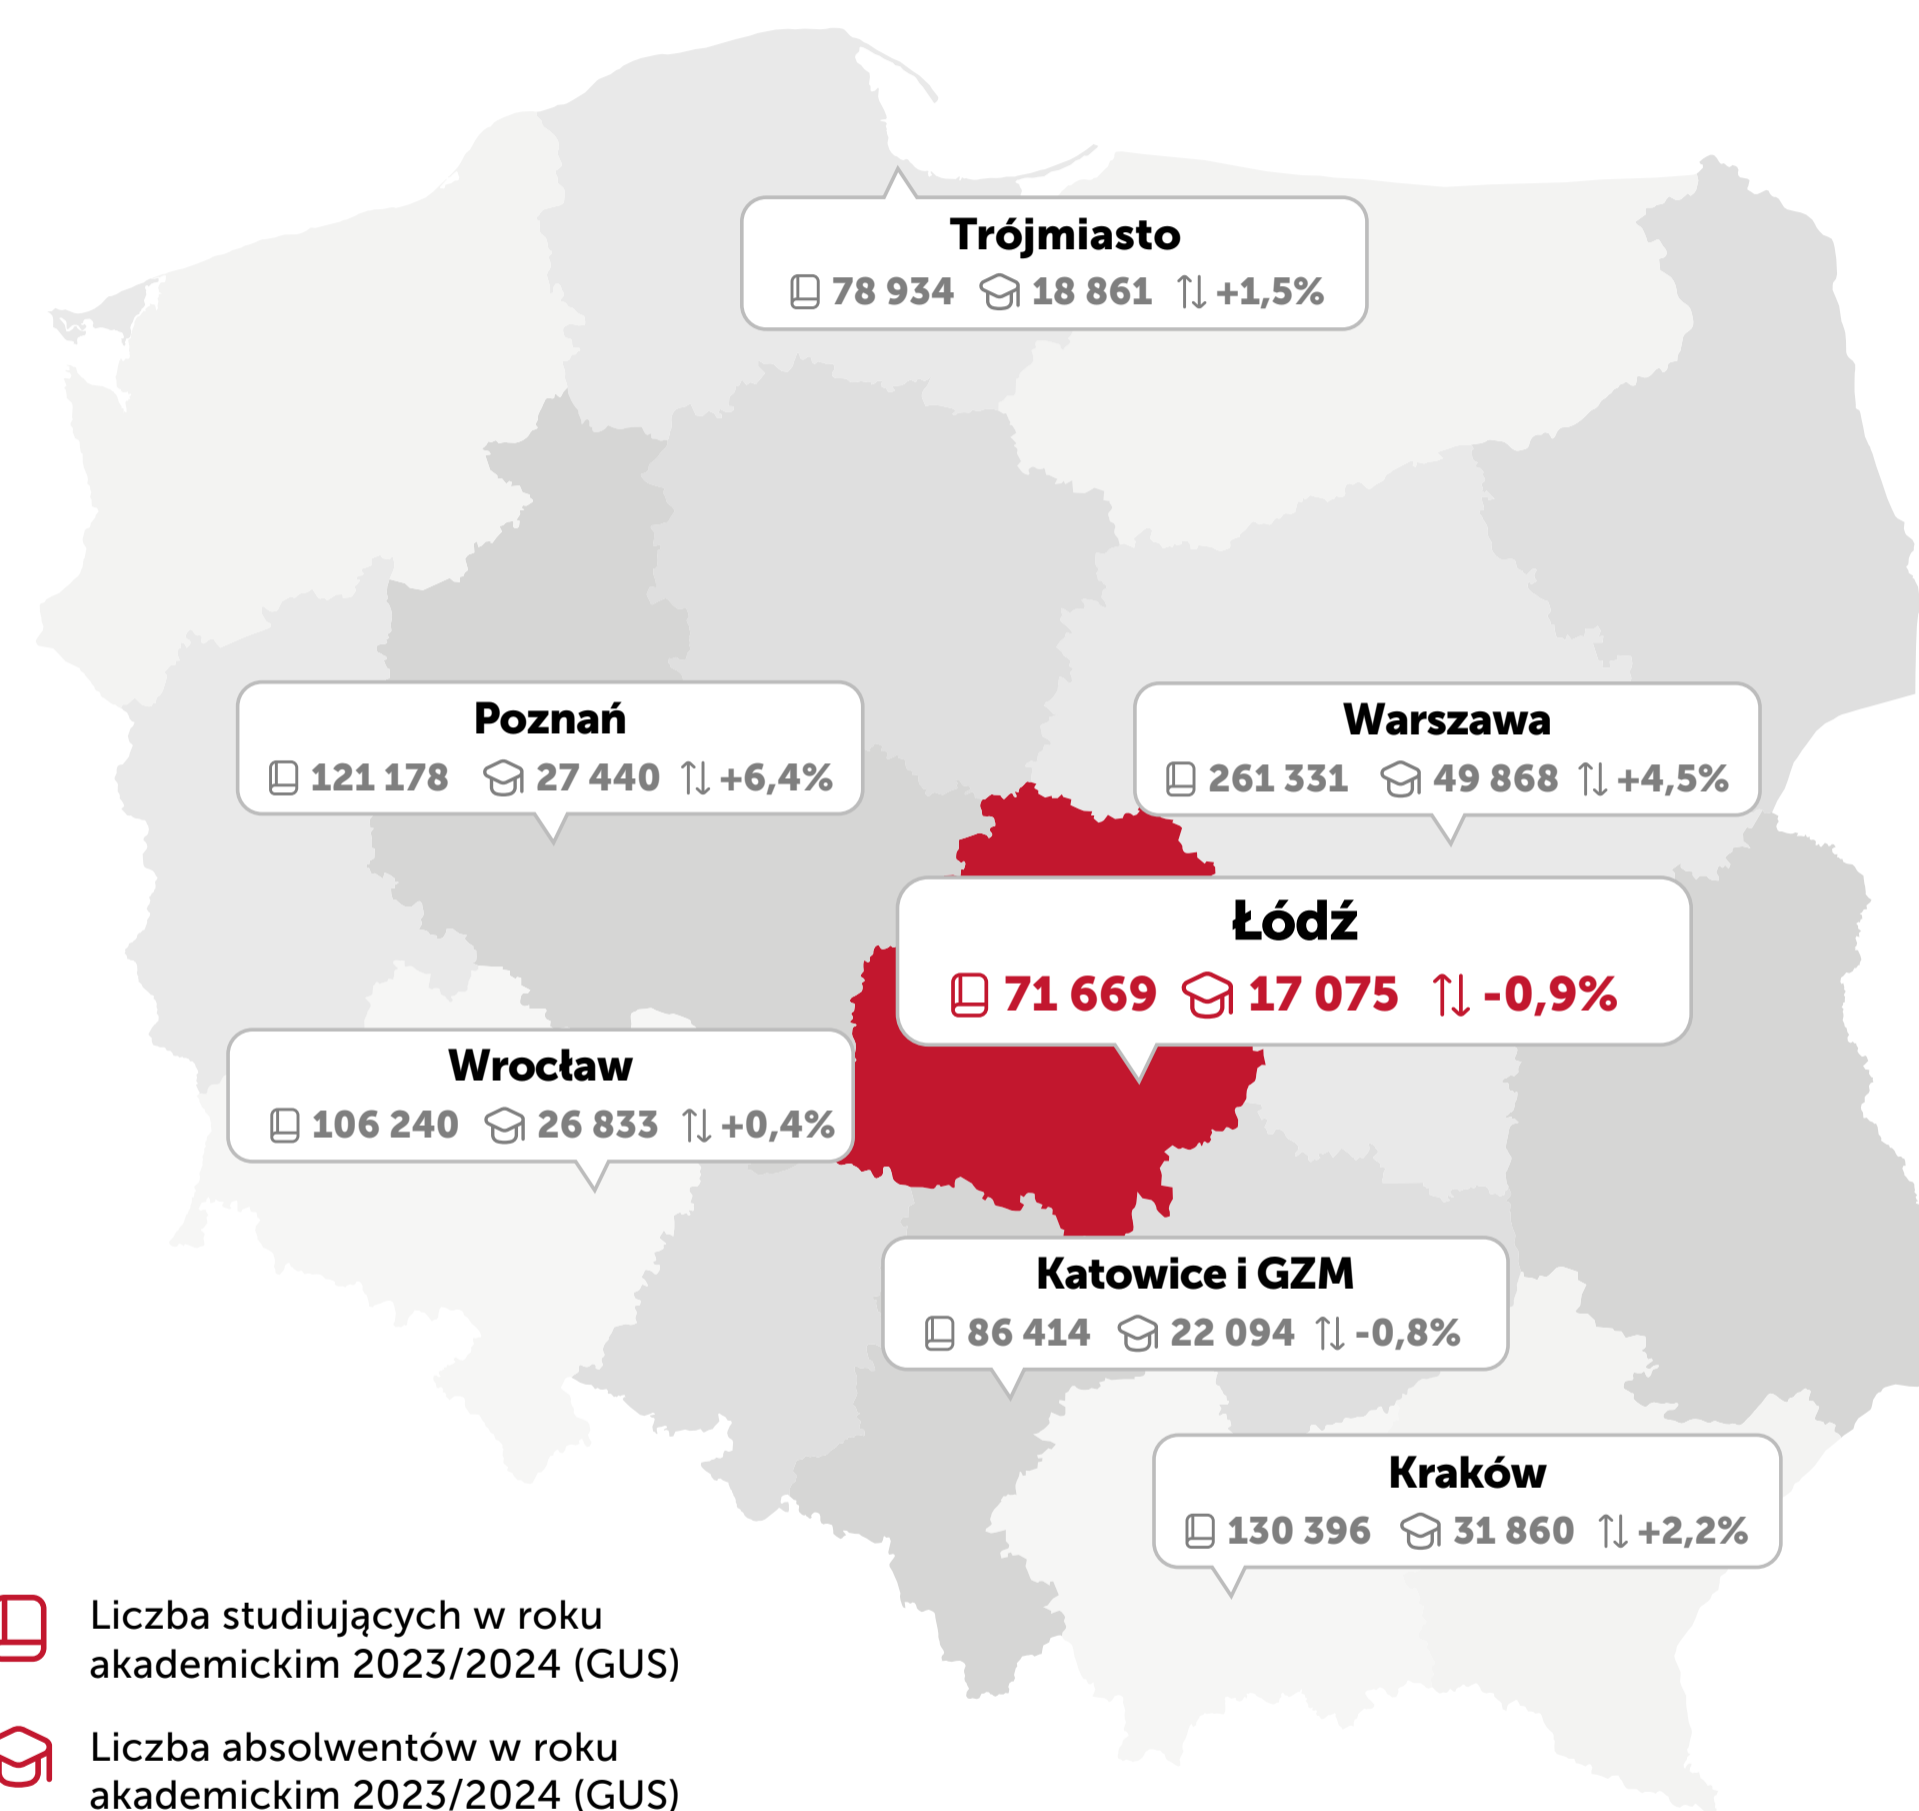 Trójmiasto
78 934 18 861 +1,5%
Poznań
121 178 27 440 +6,4%
Warszawa
261 331 49 868 +4,5%
Łódź
71 669 17 075 -0,9%
Wrocław
106 240 26 833 +0,4%
Katowice i GZM
86 414 22 094 -0,8%
Kraków
130 396 31 860 +2,2%
Liczba studiujących w roku
akademickim 2023/2024 (GUS)
Liczba absolwentów w roku
akademickim 2023/2024 (GUS)